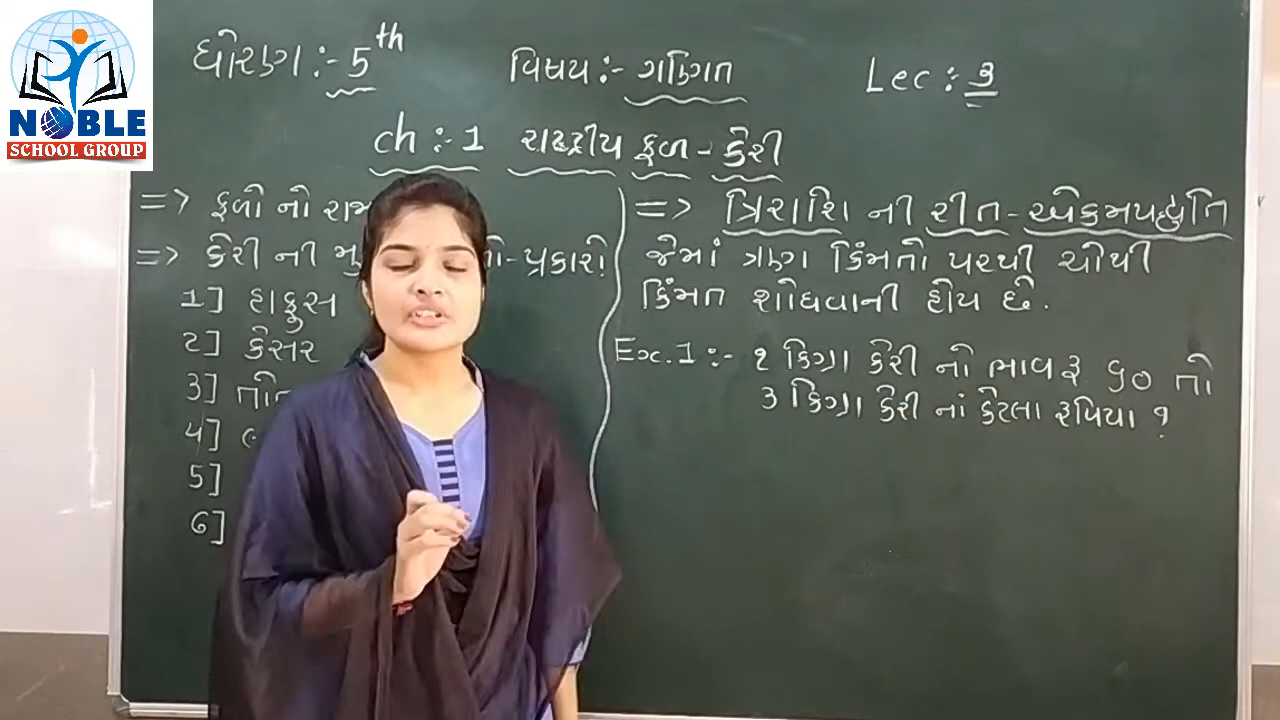 NOBLE
SCHOOL GROUP
ધોરણ :- 5th વિષય :- ગણિત Lec :- 3
ch :- 1 રાષ્ટ્રીય ફળ - કેરી
=> ફળો નો
=> કેરી ની - પ્રકારો
1] હાફુસ
2] કેસર
3]
4]
5]
6]
=> ત્રિરાશિ ની રીત - એકમપદ્ધતિ
જેમાં ત્રણ કિંમતો પરથી ચોથી
કિંમત શોધવાની હોય છે.
Ex.1 :- ૧ કિગ્રા કેરી નો ભાવ રૂ ૬૦ તો
૩ કિગ્રા કેરી નાં કેટલા રૂપિયા ?